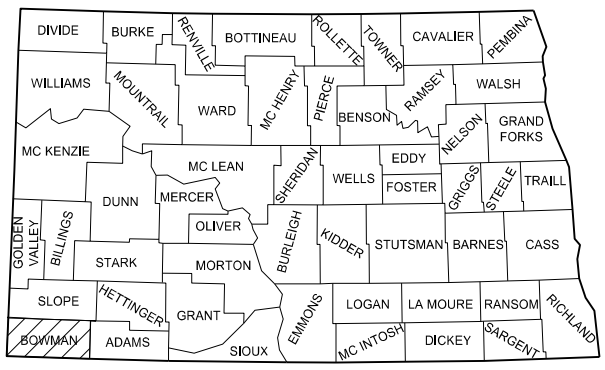 DIVIDE
BURKE
RENVILLE
BOTTINEAU
ROLLETTE
TOWNER
CAVALIER
PEMBINA
WILLIAMS
MOUNTRAIL
WARD
MC HENRY
PIERCE
BENSON
RAMSEY
WALSH
NELSON
GRAND
FORKS
MC KENZIE
MC LEAN
SHERIDAN
WELLS
EDDY
FOSTER
GRIGGS
STEELE
TRAILL
DUNN
MERCER
OLIVER
GOLDEN
VALLEY
BILLINGS
STARK
MORTON
BURLEIGH
KIDDER
STUTSMAN
BARNES
CASS
SLOPE
HETTINGER
GRANT
EMMONS
LOGAN
LA MOURE
RANSOM
RICHLAND
BOWMAN
ADAMS
SIOUX
MC INTOSH
DICKEY
SARGENT